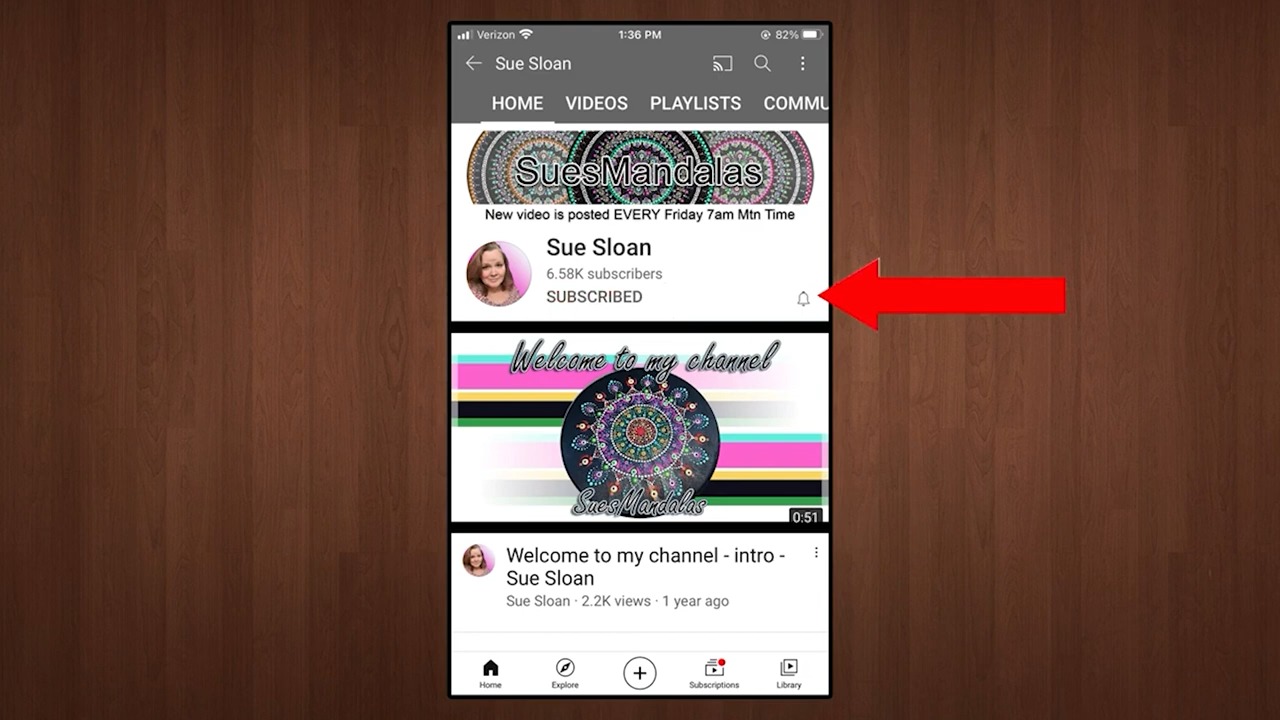 Verizon 1:36 PM 82%
Sue Sloan
HOME VIDEOS PLAYLISTS COMMU
SuesMandalas
New video is posted EVERY Friday 7am Mtn Time
Sue Sloan
6.58K subscribers
SUBSCRIBED
Welcome to my channel
SuesMandalas
0:51
Welcome to my channel - intro -
Sue Sloan
Sue Sloan · 2.2K views · 1 year ago
Home Explore Subscriptions Library